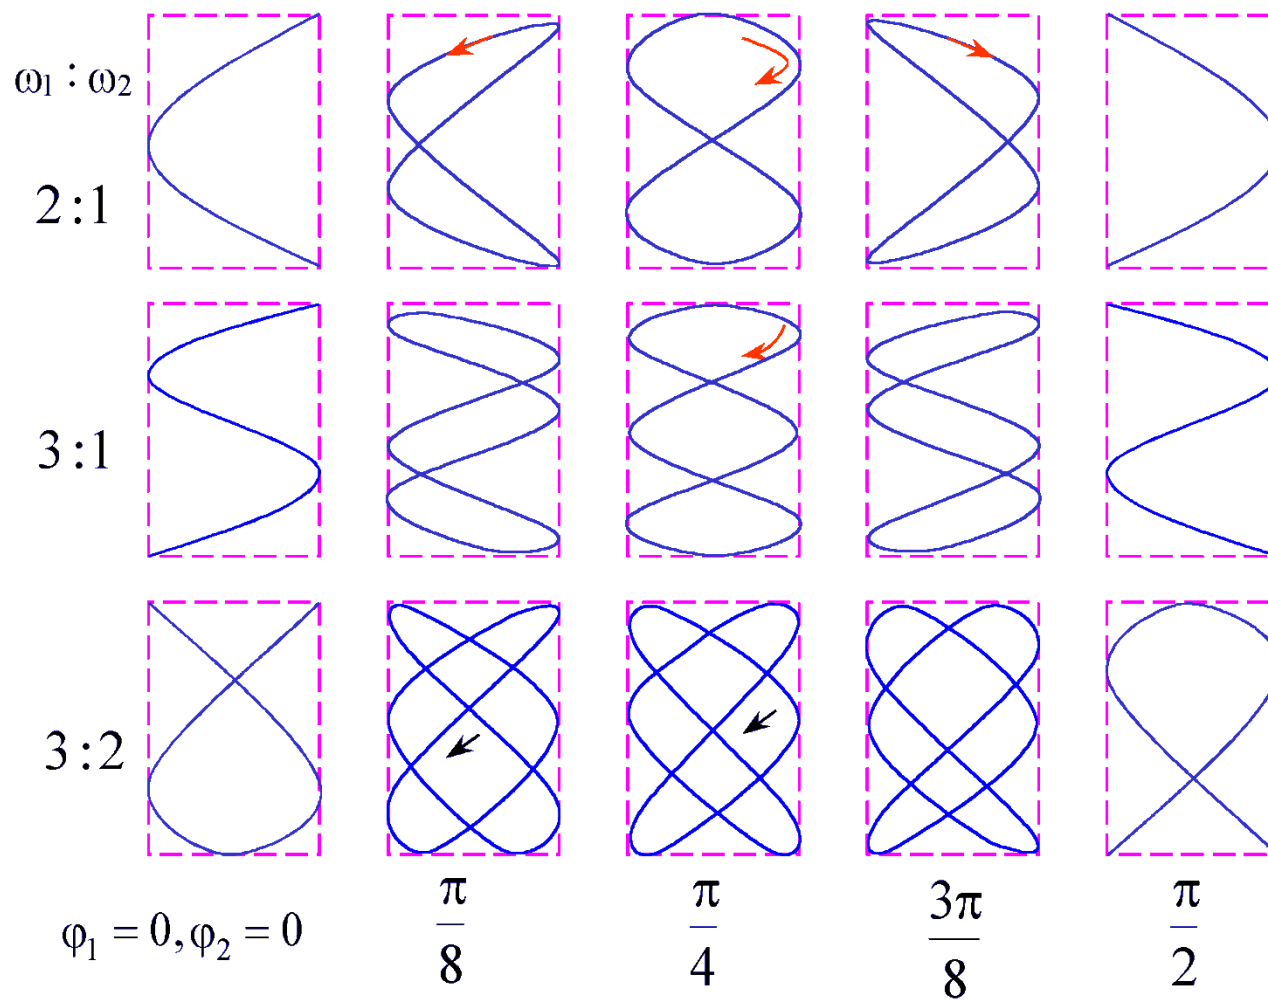 ω₁ : ω₂
2:1
3:1
3:2
φ₁ = 0, φ₂ = 0
π/8
π/4
3π/8
π/2